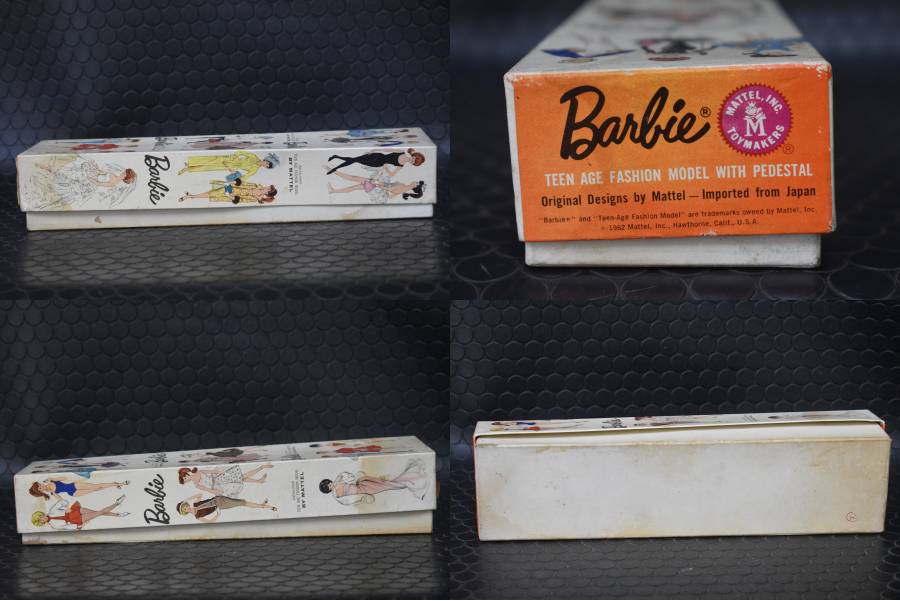 Barbie
BY MATTEL
Barbie®
MATTEL, INC.
M
TOYMAKERS
®
TEEN AGE FASHION MODEL WITH PEDESTAL
Original Designs by Mattel — Imported from Japan
"Barbie®" and "Teen-Age Fashion Model" are trademarks owned by Mattel, Inc.
© 1962 Mattel, Inc., Hawthorne, Calif., U.S.A.
Barbie
BY MATTEL